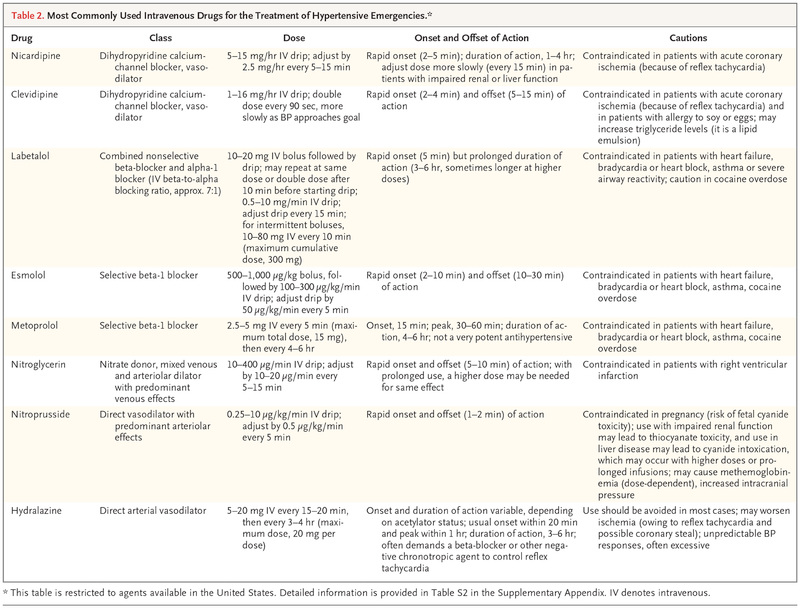 Table 2. Most Commonly Used Intravenous Drugs for the Treatment of Hypertensive Emergencies.*
Drug Class Dose Onset and Offset of Action Cautions
Nicardipine
Dihydropyridine calcium-
channel blocker, vaso-
dilator
5–15 mg/hr IV drip; adjust by
2.5 mg/hr every 5–15 min
Rapid onset (2–5 min); duration of action, 1–4 hr;
adjust dose more slowly (every 15 min) in pa-
tients with impaired renal or liver function
Contraindicated in patients with acute coronary
ischemia (because of reflex tachycardia)
Clevidipine
Dihydropyridine calcium-
channel blocker, vaso-
dilator
1–16 mg/hr IV drip; double
dose every 90 sec, more
slowly as BP approaches goal
Rapid onset (2–4 min) and offset (5–15 min) of
action
Contraindicated in patients with acute coronary
ischemia (because of reflex tachycardia) and
in patients with allergy to soy or eggs; may
increase triglyceride levels (it is a lipid
emulsion)
Labetalol
Combined nonselective
beta-blocker and alpha-1
blocker (IV beta-to-alpha
blocking ratio, approx. 7:1)
10–20 mg IV bolus followed by
drip; may repeat at same
dose or double dose after
10 min before starting drip;
0.5–10 mg/min IV drip;
adjust drip every 15 min;
for intermittent boluses,
10–80 mg IV every 10 min
(maximum cumulative
dose, 300 mg)
Rapid onset (5 min) but prolonged duration of
action (3–6 hr, sometimes longer at higher
doses)
Contraindicated in patients with heart failure,
bradycardia or heart block, asthma or severe
airway reactivity; caution in cocaine overdose
Esmolol
Selective beta-1 blocker
500–1,000 μg/kg bolus, fol-
lowed by 100–300 μg/kg/min
IV drip; adjust drip by
50 μg/kg/min every 5 min
Rapid onset (2–10 min) and offset (10–30 min) of
action
Contraindicated in patients with heart failure,
bradycardia or heart block, asthma, cocaine
overdose
Metoprolol
Selective beta-1 blocker
2.5–5 mg IV every 5 min (maxi-
mum total dose, 15 mg),
then every 4–6 hr
Onset, 15 min; peak, 30–60 min; duration of ac-
tion, 4–6 hr; not a very potent antihypertensive
Contraindicated in patients with heart failure,
bradycardia or heart block, asthma, cocaine
overdose
Nitroglycerin
Nitrate donor, mixed venous
and arteriolar dilator
with predominant
venous effects
10–400 μg/min IV drip; adjust
by 10–20 μg/min every
5–15 min
Rapid onset and offset (5–10 min) of action; with
prolonged use, a higher dose may be needed
for same effect
Contraindicated in patients with right ventricular
infarction
Nitroprusside
Direct vasodilator with
predominant arteriolar
effects
0.25–10 μg/kg/min IV drip;
adjust by 0.5 μg/kg/min
every 5 min
Rapid onset and offset (1–2 min) of action
Contraindicated in pregnancy (risk of fetal cyanide
toxicity); use with impaired renal function
may lead to thiocyanate toxicity, and use in
liver disease may lead to cyanide intoxication,
which may occur with higher doses or pro-
longed infusions; may cause methemoglobin-
emia (dose-dependent), increased intracranial
pressure
Hydralazine
Direct arterial vasodilator
5–20 mg IV every 15–20 min,
then every 3–4 hr (maxi-
mum dose, 20 mg per
dose)
Onset and duration of action variable, depending
on acetylator status; usual onset within 20 min
and peak within 1 hr; duration of action, 3–6 hr;
often demands a beta-blocker or other nega-
tive chronotropic agent to control reflex
tachycardia
Use should be avoided in most cases; may worsen
ischemia (owing to reflex tachycardia and
possible coronary steal); unpredictable BP
responses, often excessive
* This table is restricted to agents available in the United States. Detailed information is provided in Table S2 in the Supplementary Appendix. IV denotes intravenous.